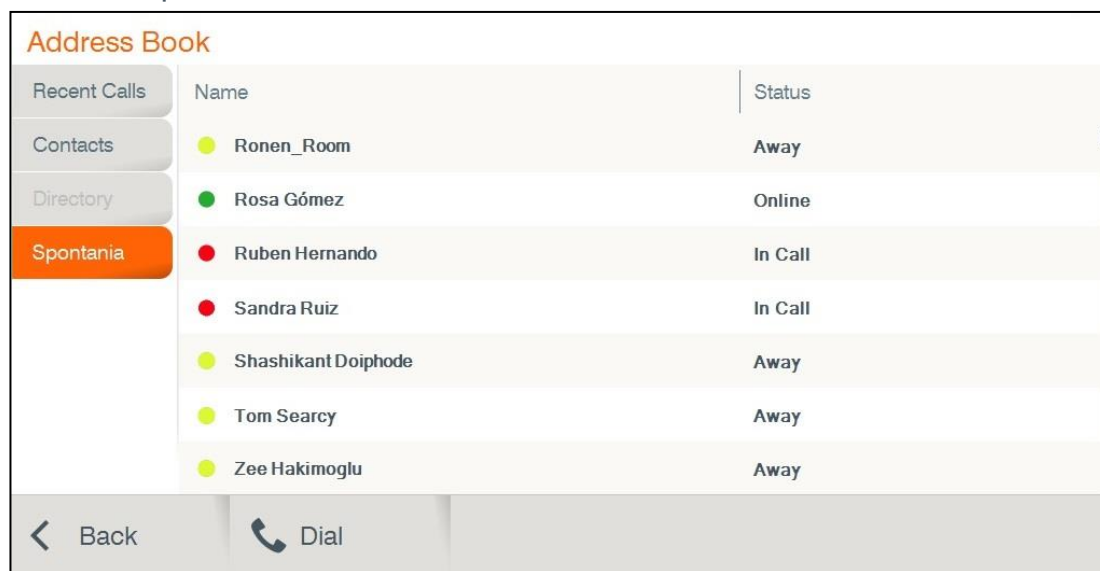 Address Book
Recent Calls
Contacts
Directory
Spontania
Name Status
Ronen_Room Away
Rosa Gómez Online
Ruben Hernando In Call
Sandra Ruiz In Call
Shashikant Doiphode Away
Tom Searcy Away
Zee Hakimoglu Away
Back Dial